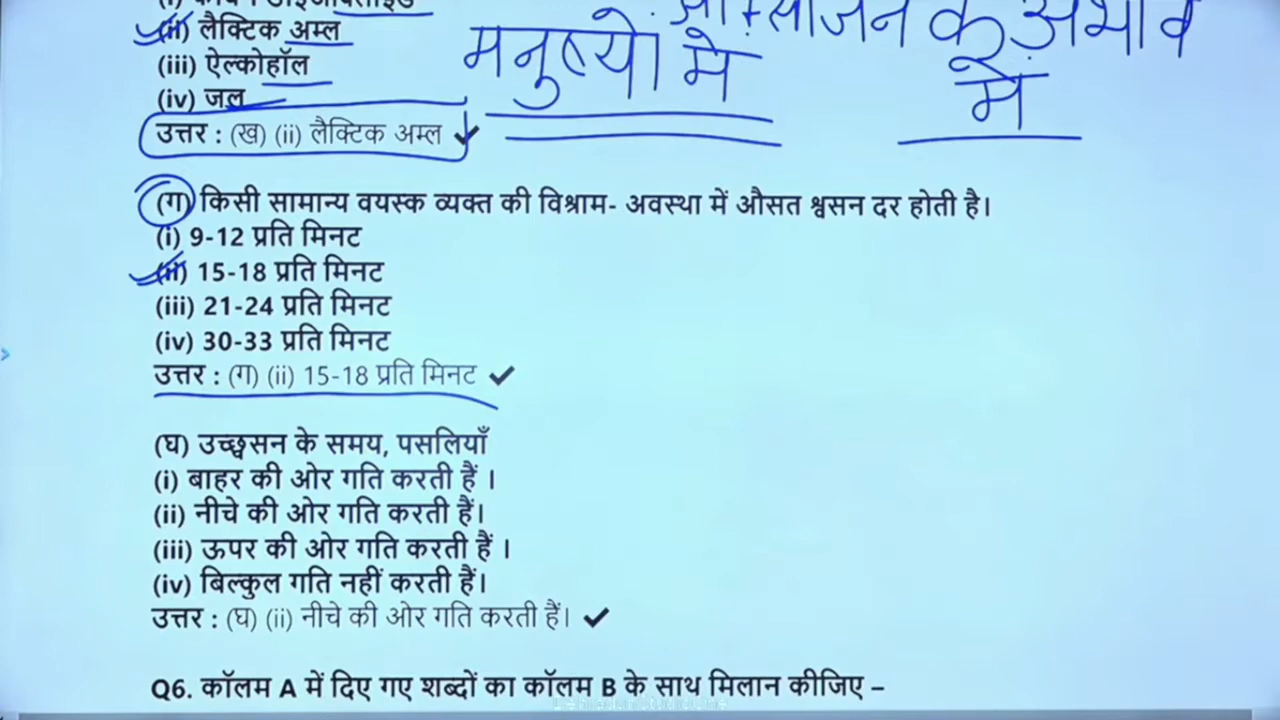 (ii) लैक्टिक अम्ल
मनुष्यो में
के अभाव
में
(iii) ऐल्कोहॉल
(iv) जल
उत्तर : (ख) (ii) लैक्टिक अम्ल ✔
(ग) किसी सामान्य वयस्क व्यक्त की विश्राम- अवस्था में औसत श्वसन दर होती है।
(i) 9-12 प्रति मिनट
(ii) 15-18 प्रति मिनट
(iii) 21-24 प्रति मिनट
(iv) 30-33 प्रति मिनट
उत्तर : (ग) (ii) 15-18 प्रति मिनट ✔
(घ) उच्छ्वसन के समय, पसलियाँ
(i) बाहर की ओर गति करती हैं ।
(ii) नीचे की ओर गति करती हैं।
(iii) ऊपर की ओर गति करती हैं ।
(iv) बिल्कुल गति नहीं करती हैं।
उत्तर : (घ) (ii) नीचे की ओर गति करती हैं। ✔
Q6. कॉलम A में दिए गए शब्दों का कॉलम B के साथ मिलान कीजिए –